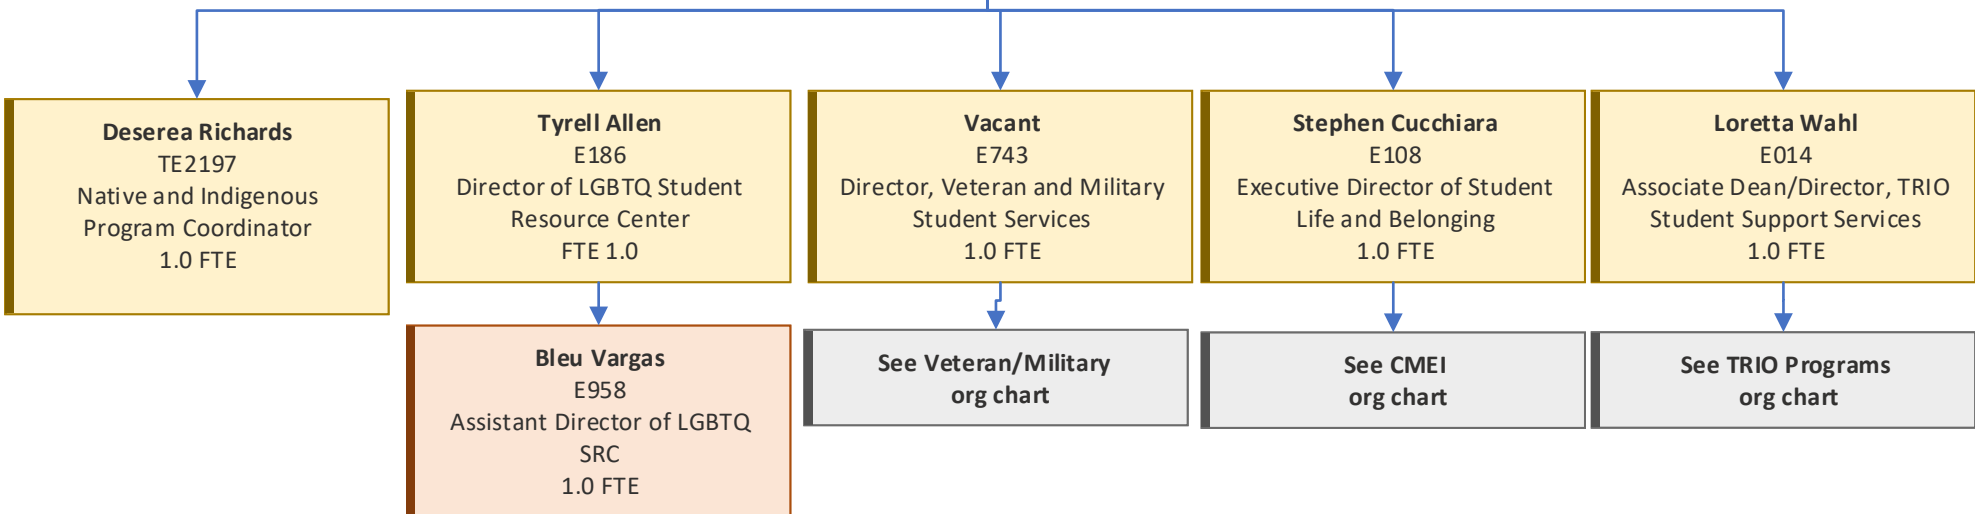 Deserea Richards
TE2197
Native and Indigenous
Program Coordinator
1.0 FTE
Tyrell Allen
E186
Director of LGBTQ Student
Resource Center
FTE 1.0
Vacant
E743
Director, Veteran and Military
Student Services
1.0 FTE
Stephen Cucchiara
E108
Executive Director of Student
Life and Belonging
1.0 FTE
Loretta Wahl
E014
Associate Dean/Director, TRIO
Student Support Services
1.0 FTE
Bleu Vargas
E958
Assistant Director of LGBTQ
SRC
1.0 FTE
See Veteran/Military
org chart
See CMEI
org chart
See TRIO Programs
org chart